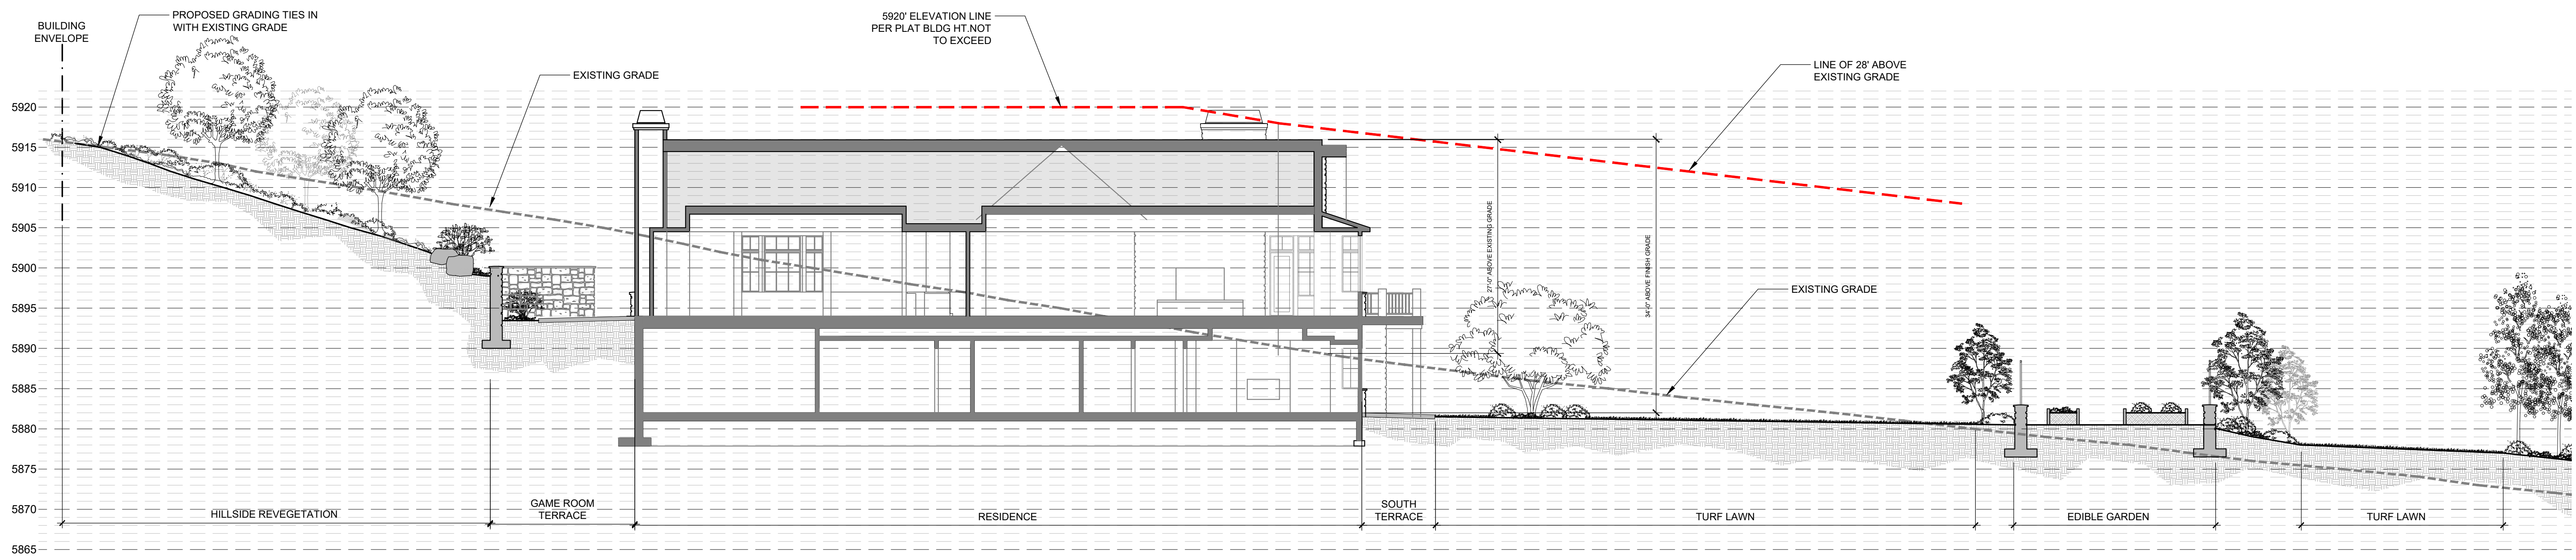 BUILDING
ENVELOPE
PROPOSED GRADING TIES IN
WITH EXISTING GRADE
EXISTING GRADE
5920' ELEVATION LINE
PER PLAT BLDG HT.NOT
TO EXCEED
LINE OF 28' ABOVE
EXISTING GRADE
5920
5915
5910
5905
5900
5895
5890
5885
5880
5875
5870
5865
27'-0" ABOVE EXISTING GRADE
34'-0" ABOVE FINISH GRADE
EXISTING GRADE
HILLSIDE REVEGETATION
GAME ROOM
TERRACE
RESIDENCE
SOUTH
TERRACE
TURF LAWN
EDIBLE GARDEN
TURF LAWN